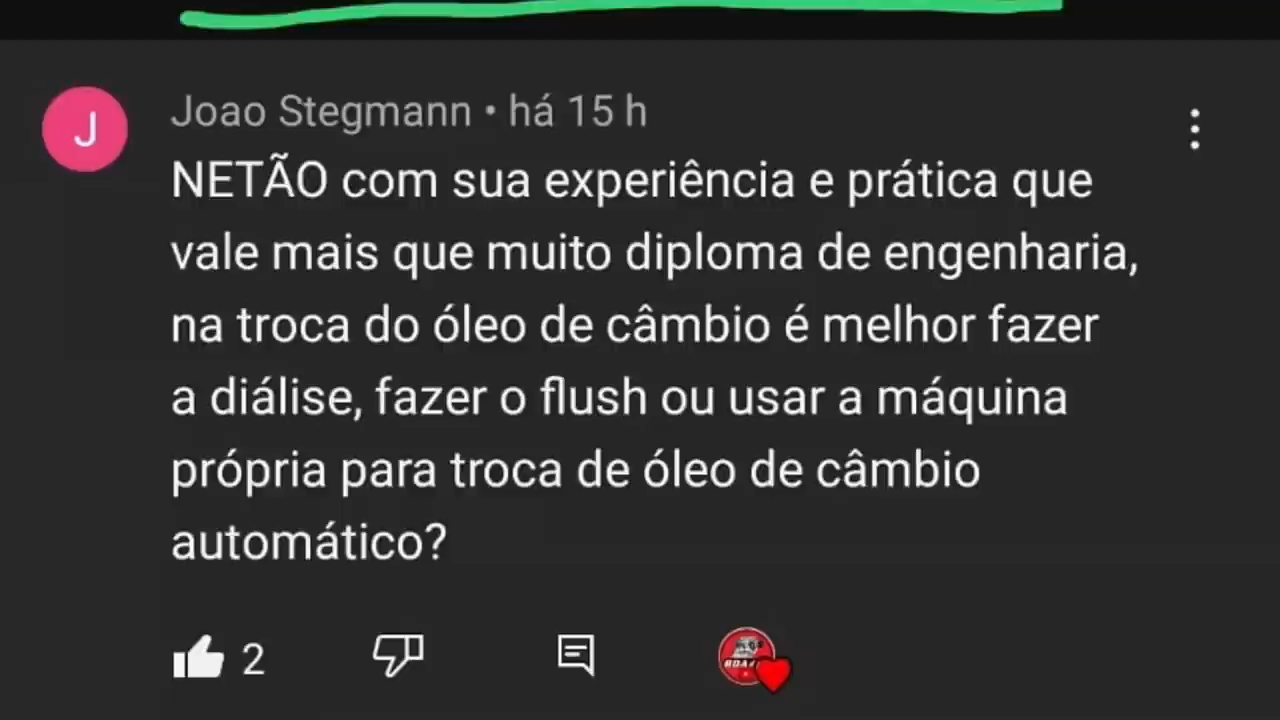 J
Joao Stegmann • há 15 h
NETÃO com sua experiência e prática que
vale mais que muito diploma de engenharia,
na troca do óleo de câmbio é melhor fazer
a diálise, fazer o flush ou usar a máquina
própria para troca de óleo de câmbio
automático?
2